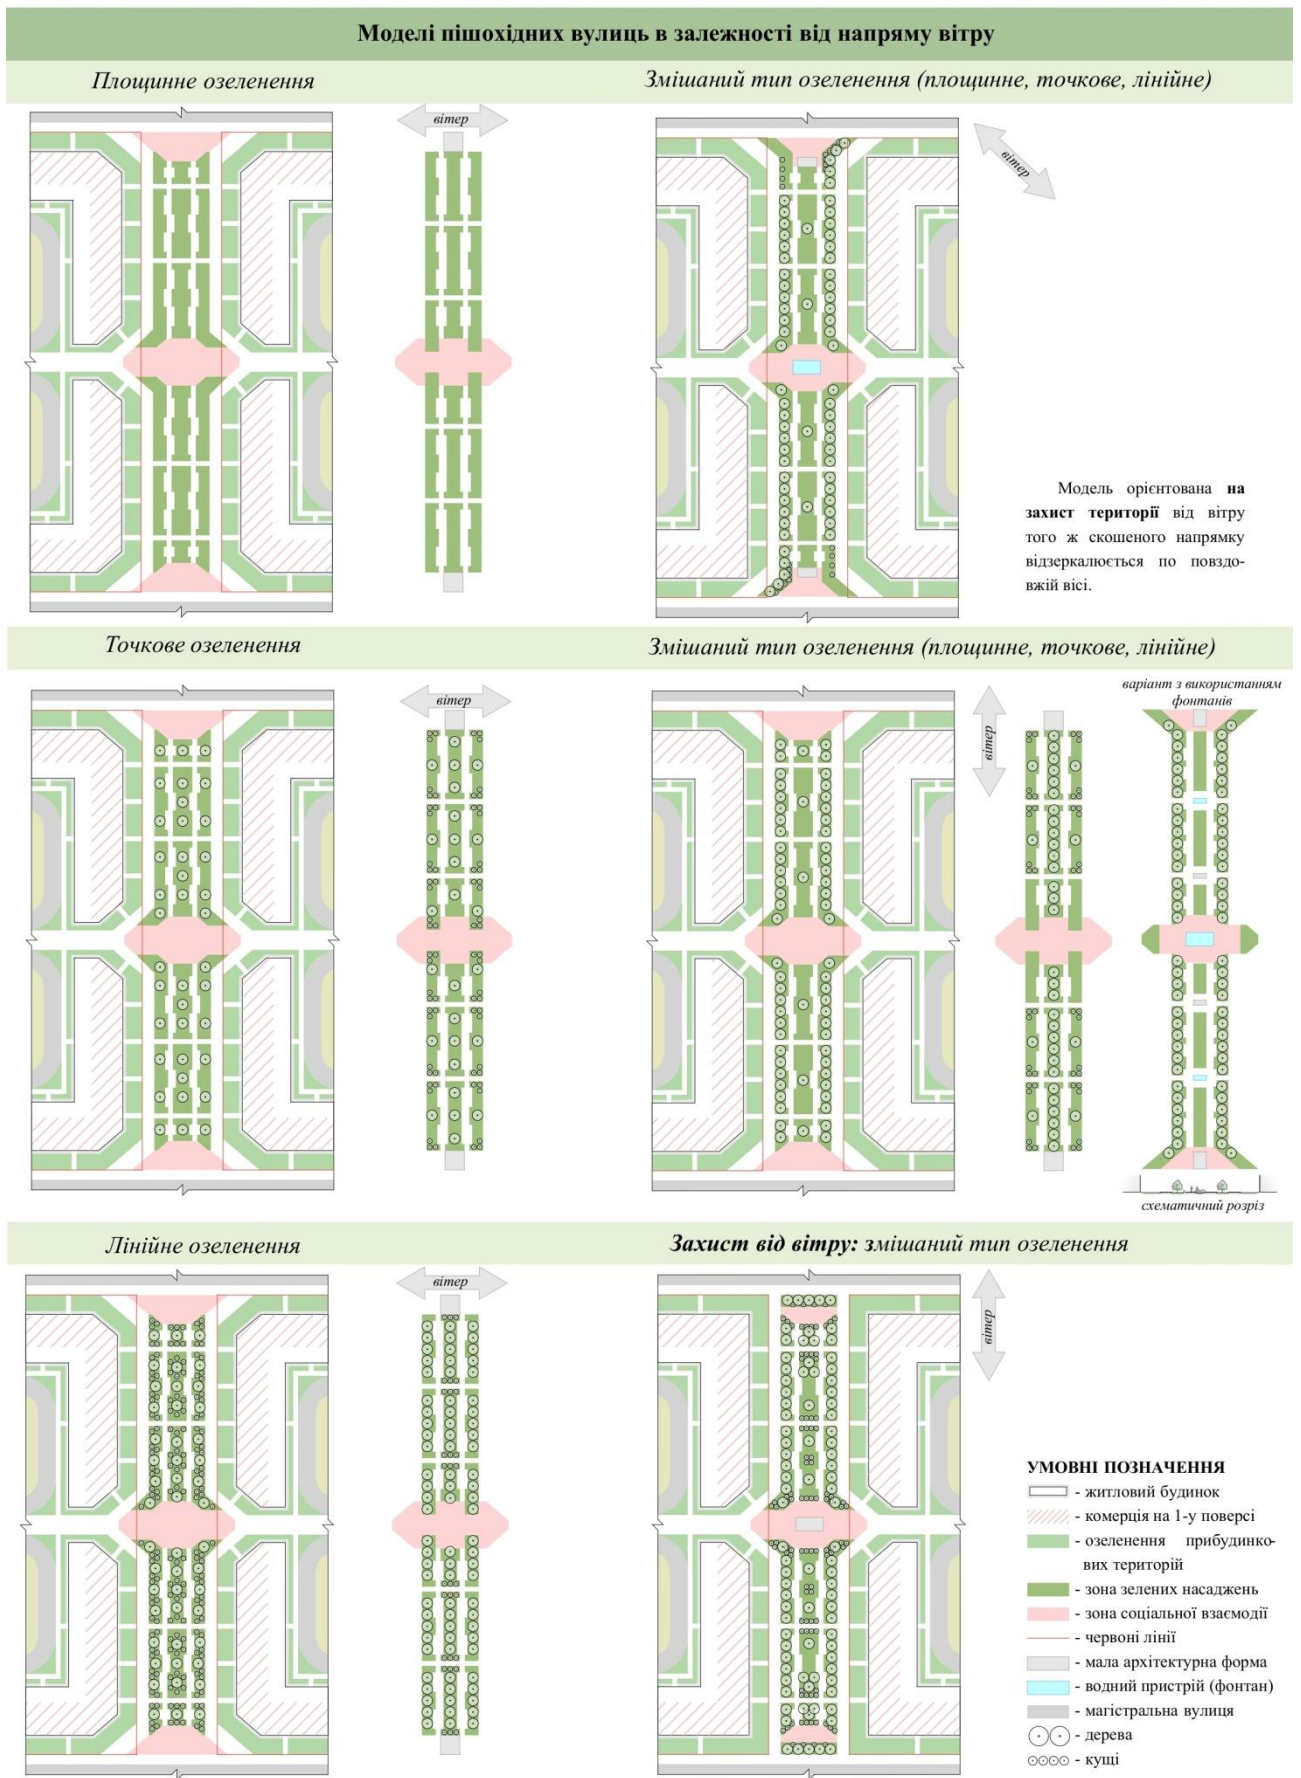 Моделі пішохідних вулиць в залежності від напряму вітру
Площинне озеленення
Змішаний тип озеленення (площинне, точкове, лінійне)
вітер
вітер
Модель орієнтована на
захист території від вітру
того ж скошеного напрямку
відзеркалюється по повздо-
вжій вісі.
Точкове озеленення
Змішаний тип озеленення (площинне, точкове, лінійне)
вітер
вітер
варіант з використанням
фонтанів
схематичний розріз
Лінійне озеленення
Захист від вітру: змішаний тип озеленення
вітер
вітер
УМОВНІ ПОЗНАЧЕННЯ
- житловий будинок
- комерція на 1-у поверсі
- озеленення прибудинко-
вих територій
- зона зелених насаджень
- зона соціальної взаємодії
- червоні лінії
- мала архітектурна форма
- водний пристрій (фонтан)
- магістральна вулиця
- дерева
- кущі